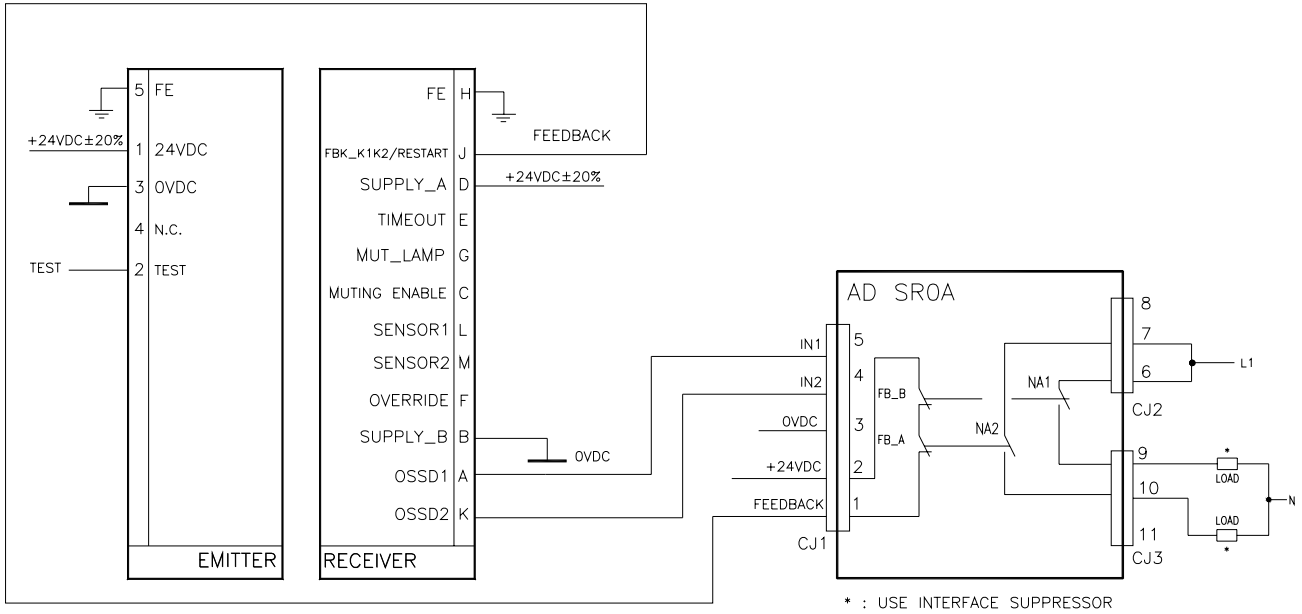 5 FE
+24VDC±20%
1 24VDC
3 0VDC
4 N.C.
TEST
2 TEST
EMITTER
FE H
FEEDBACK
FBK_K1K2/RESTART J
SUPPLY_A D
+24VDC±20%
TIMEOUT E
MUT_LAMP G
MUTING ENABLE C
SENSOR1 L
SENSOR2 M
OVERRIDE F
SUPPLY_B B
0VDC
OSSD1 A
OSSD2 K
RECEIVER
AD SR0A
IN1
5
IN2
4
0VDC
3
+24VDC
2
FEEDBACK
1
CJ1
FB_B
FB_A
NA1
NA2
8
7
6
L1
CJ2
9
10
11
CJ3
*
LOAD
N
LOAD
*
* : USE INTERFACE SUPPRESSOR